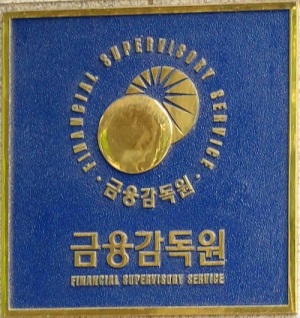 · FINANCIAL SUPERVISORY SERVICE ·
금융감독원
금융감독원
FINANCIAL SUPERVISORY SERVICE